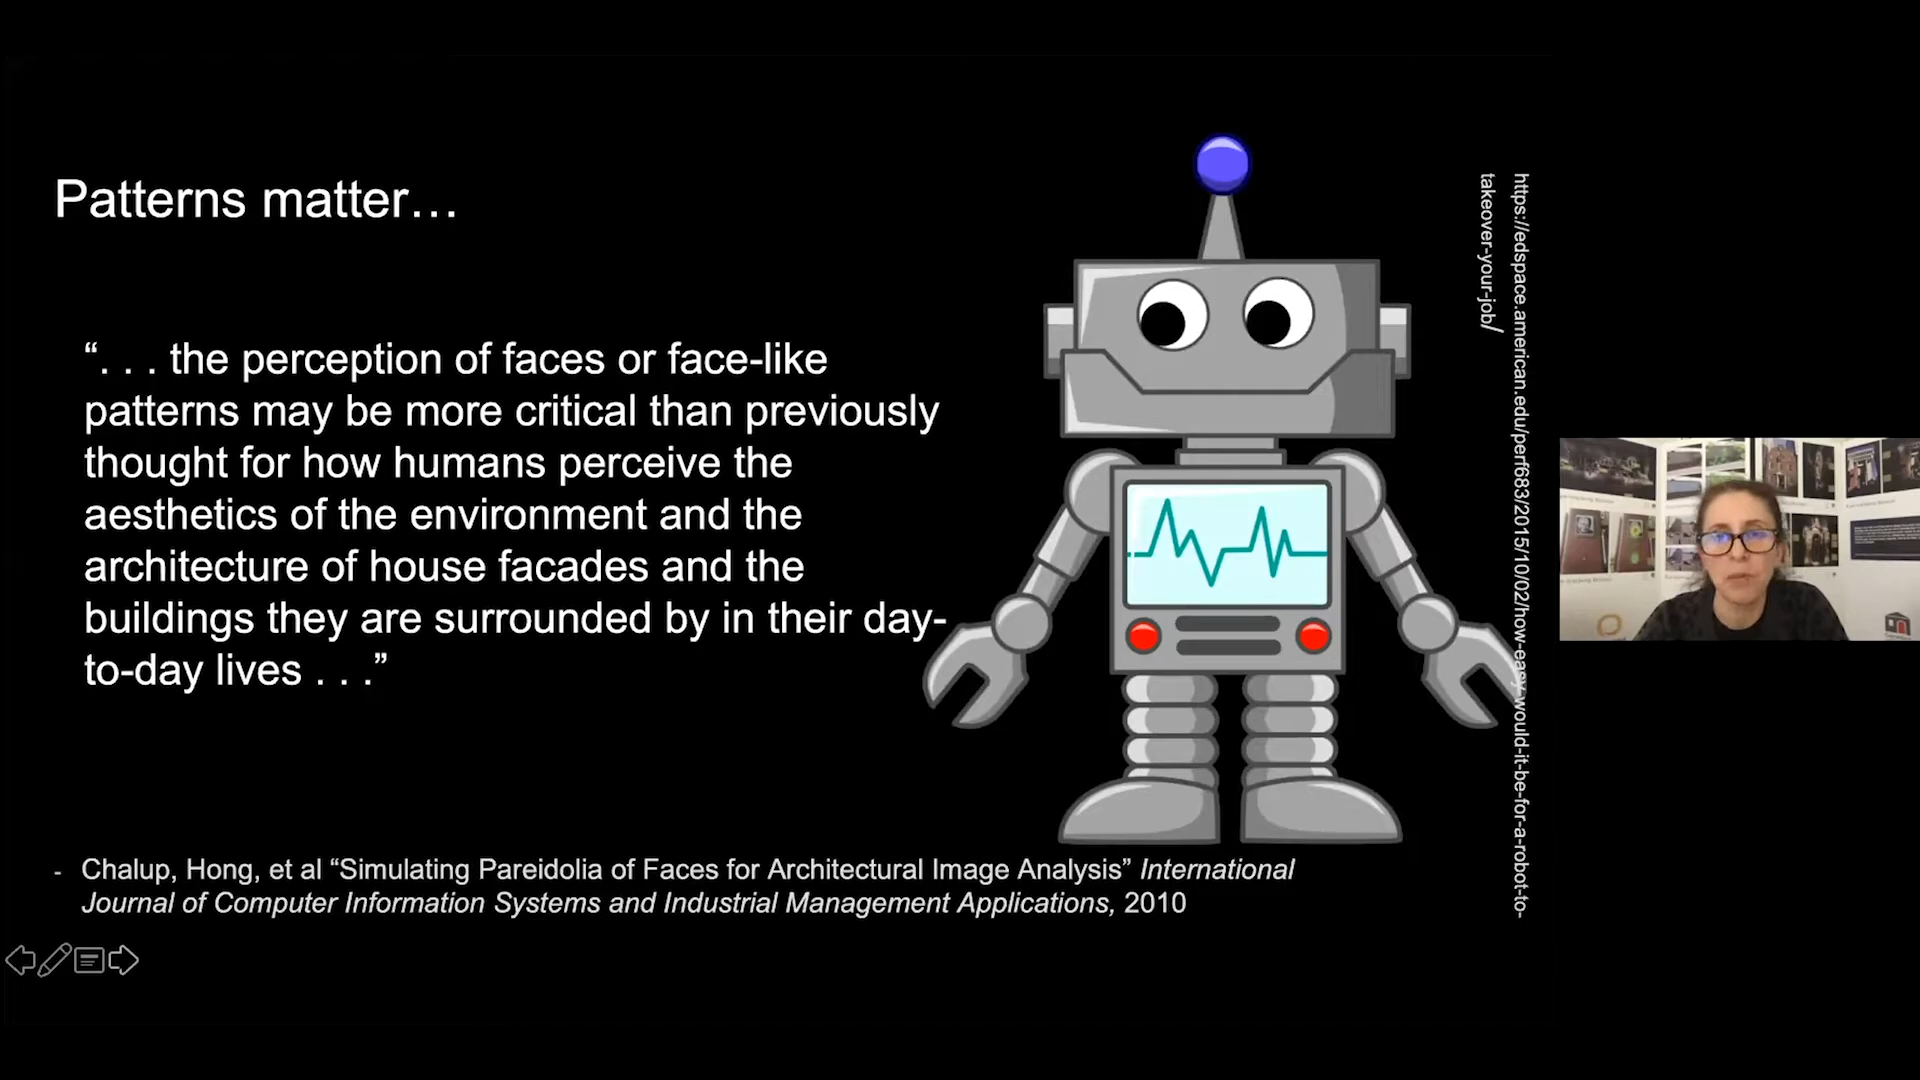 Patterns matter…
“. . . the perception of faces or face-like
patterns may be more critical than previously
thought for how humans perceive the
aesthetics of the environment and the
architecture of house facades and the
buildings they are surrounded by in their day-
to-day lives . . .”
- Chalup, Hong, et al “Simulating Pareidolia of Faces for Architectural Image Analysis” International
Journal of Computer Information Systems and Industrial Management Applications, 2010
https://edspace.american.edu/perf683/2015/10/02/how-easy-would-it-be-for-a-robot-to-
takeover-your-job/